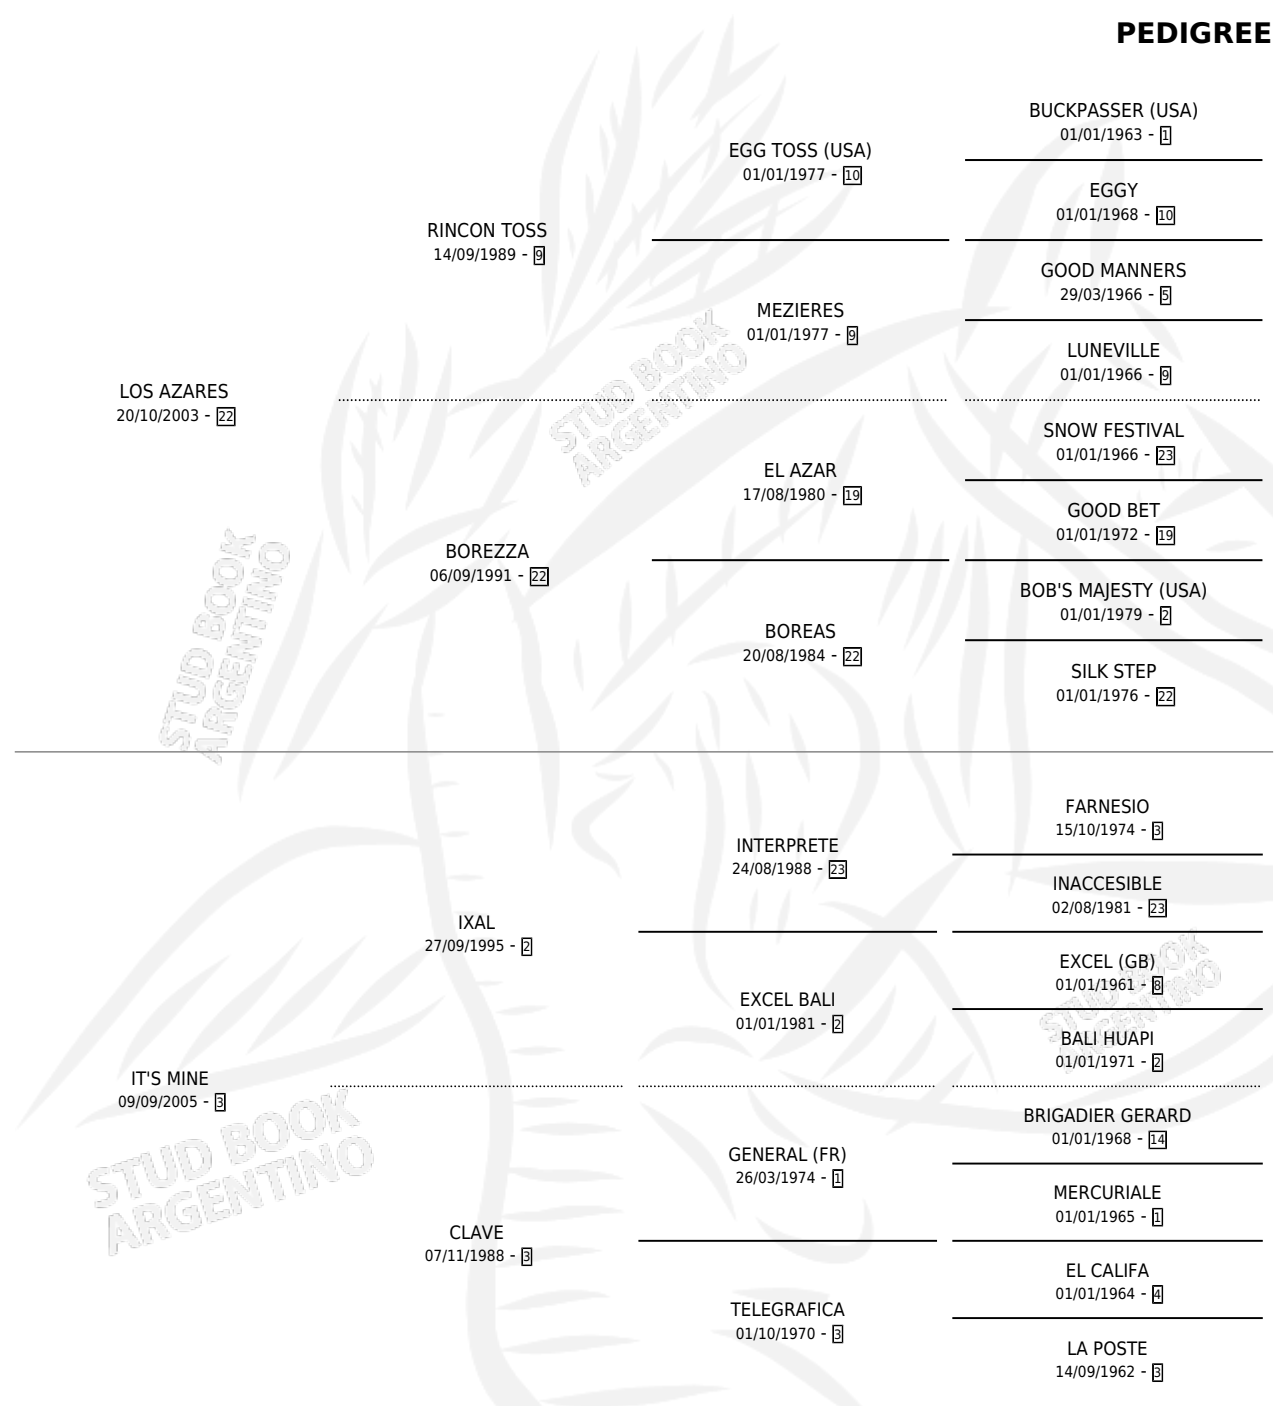 PEDIGREE
BUCKPASSER (USA)
01/01/1963 - 1
EGG TOSS (USA)
01/01/1977 - 10
EGGY
01/01/1968 - 10
RINCON TOSS
14/09/1989 - 9
GOOD MANNERS
29/03/1966 - 5
MEZIERES
01/01/1977 - 9
LUNEVILLE
01/01/1966 - 9
LOS AZARES
20/10/2003 - 22
STUD BOOK
ARGENTINO
SNOW FESTIVAL
01/01/1966 - 23
EL AZAR
17/08/1980 - 19
GOOD BET
01/01/1972 - 19
BOREZZA
06/09/1991 - 22
BOB'S MAJESTY (USA)
01/01/1979 - 2
BOREAS
20/08/1984 - 22
SILK STEP
01/01/1976 - 22
STUD BOOK
ARGENTINO
FARNESIO
15/10/1974 - 3
INTERPRETE
24/08/1988 - 23
INACCESIBLE
02/08/1981 - 23
IXAL
27/09/1995 - 2
EXCEL (GB)
01/01/1961 - 8
EXCEL BALI
01/01/1981 - 2
STUD BOOK
ARGENTINO
BALI HUAPI
01/01/1971 - 2
IT'S MINE
09/09/2005 - 3
BRIGADIER GERARD
01/01/1968 - 14
GENERAL (FR)
26/03/1974 - 1
MERCURIALE
01/01/1965 - 1
STUD BOOK
ARGENTINO
CLAVE
07/11/1988 - 3
EL CALIFA
01/01/1964 - 4
TELEGRAFICA
01/10/1970 - 3
LA POSTE
14/09/1962 - 3